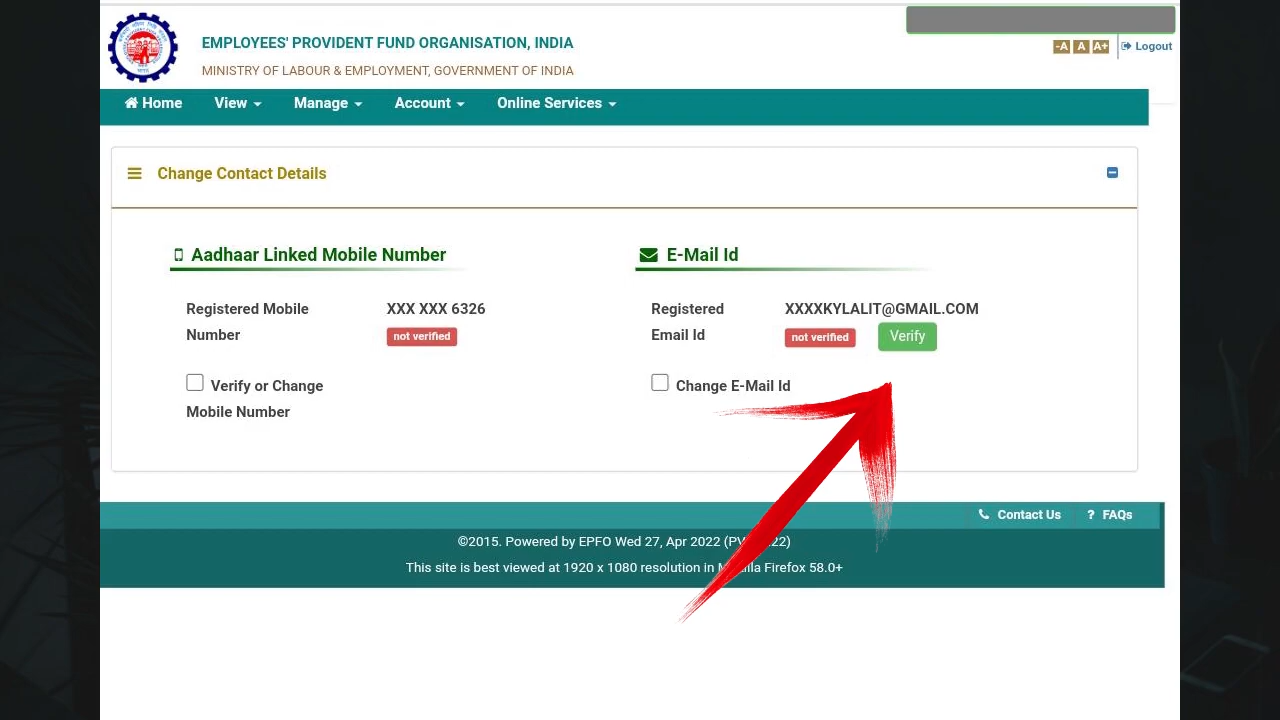 EMPLOYEES' PROVIDENT FUND ORGANISATION, INDIA
MINISTRY OF LABOUR & EMPLOYMENT, GOVERNMENT OF INDIA
-A A A+ Logout
Home View Manage Account Online Services
Change Contact Details
Aadhaar Linked Mobile Number
Registered Mobile Number
XXX XXX 6326
not verified
Verify or Change Mobile Number
E-Mail Id
Registered Email Id
XXXXKYLALIT@GMAIL.COM
not verified Verify
Change E-Mail Id
Contact Us ? FAQs
©2015. Powered by EPFO Wed 27, Apr 2022
This site is best viewed at 1920 x 1080 resolution in Firefox 58.0+